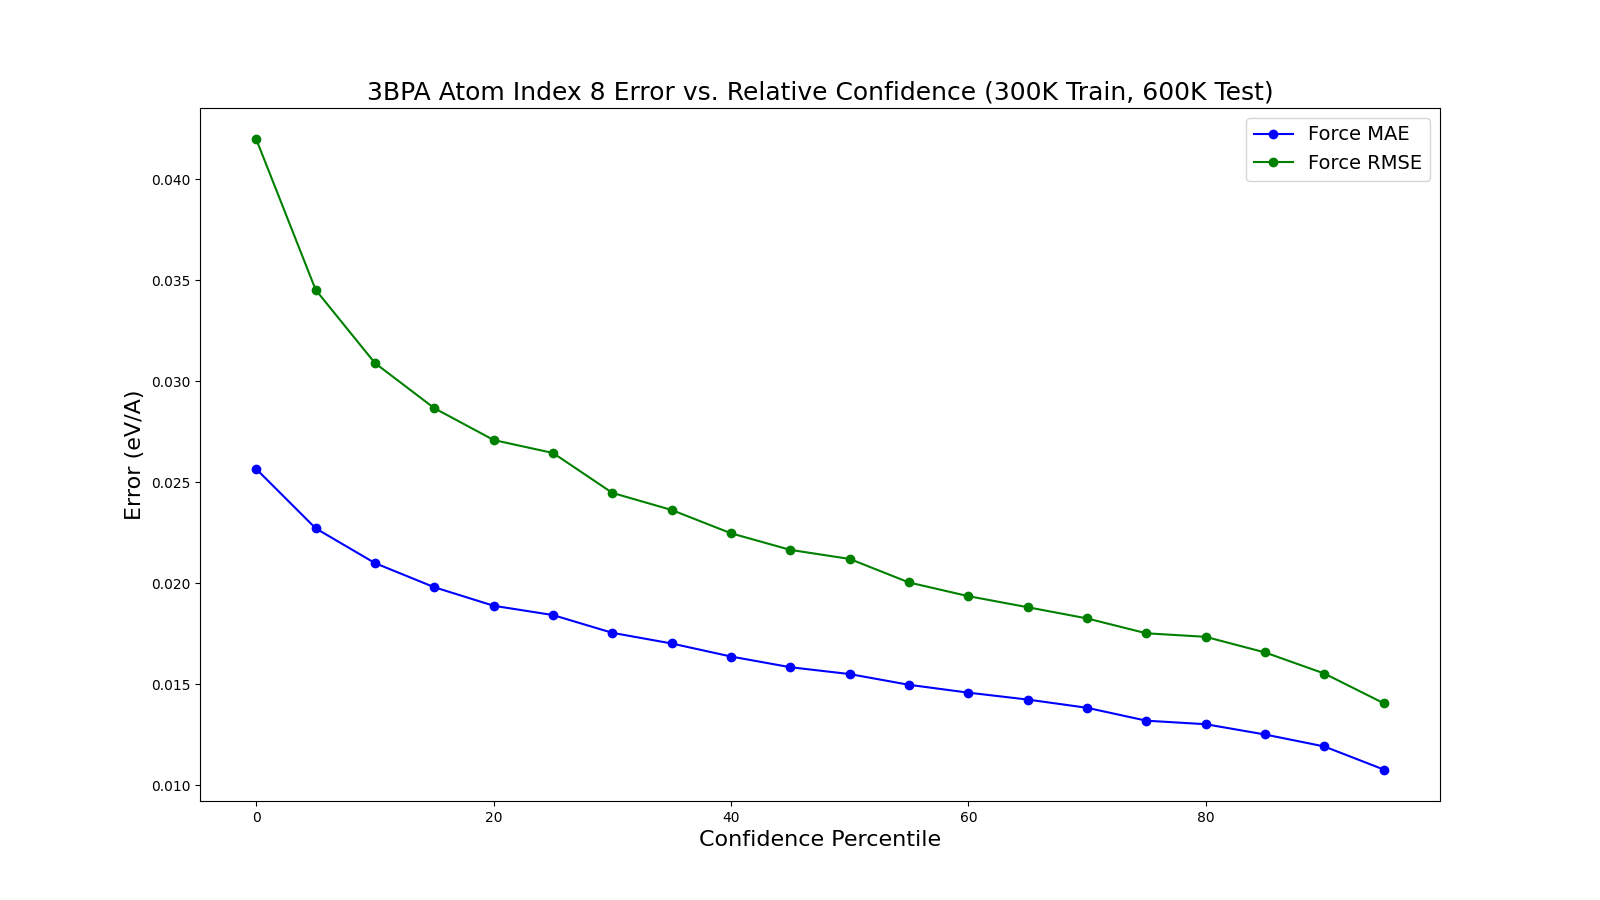 3BPA Atom Index 8 Error vs. Relative Confidence (300K Train, 600K Test)
Force MAE
Force RMSE
0.040
0.035
0.030
0.025
0.020
0.015
0.010
Error (eV/A)
0 20 40 60 80
Confidence Percentile